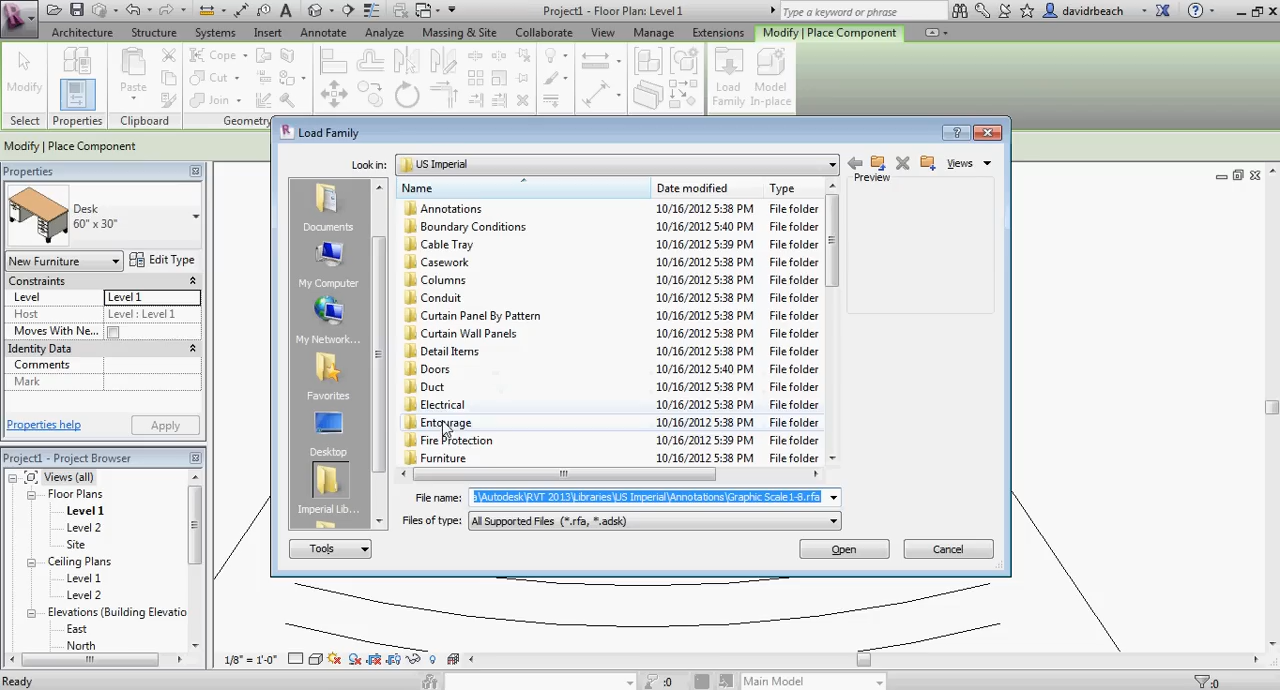 Project1 - Floor Plan: Level 1
Type a keyword or phrase
davidrbeach
Architecture Structure Systems Insert Annotate Analyze Massing & Site Collaborate View Manage Extensions Modify | Place Component
Modify
Paste
Cope
Cut
Join
Load Family
Model In-place
Select Properties Clipboard Geometry
Modify | Place Component
Properties
Desk
60" x 30"
New Furniture Edit Type
Constraints
Level Level 1
Host Level : Level 1
Moves With Ne...
Identity Data
Comments
Mark
Properties help Apply
Project1 - Project Browser
Views (all)
Floor Plans
Level 1
Level 2
Site
Ceiling Plans
Level 1
Level 2
Elevations (Building Elevatio
East
North
Load Family
Look in: US Imperial
Views
Documents
My Computer
My Network...
Favorites
Desktop
Imperial Lib...
Name Date modified Type
Annotations 10/16/2012 5:38 PM File folder
Boundary Conditions 10/16/2012 5:40 PM File folder
Cable Tray 10/16/2012 5:39 PM File folder
Casework 10/16/2012 5:38 PM File folder
Columns 10/16/2012 5:38 PM File folder
Conduit 10/16/2012 5:38 PM File folder
Curtain Panel By Pattern 10/16/2012 5:38 PM File folder
Curtain Wall Panels 10/16/2012 5:38 PM File folder
Detail Items 10/16/2012 5:38 PM File folder
Doors 10/16/2012 5:40 PM File folder
Duct 10/16/2012 5:38 PM File folder
Electrical 10/16/2012 5:38 PM File folder
Entourage 10/16/2012 5:38 PM File folder
Fire Protection 10/16/2012 5:39 PM File folder
Furniture 10/16/2012 5:38 PM File folder
Preview
File name: a\Autodesk\RVT 2013\Libraries\US Imperial\Annotations\Graphic Scale1-8.rfa
Files of type: All Supported Files (*.rfa, *.adsk)
Tools Open Cancel
1/8" = 1'-0"
Ready
:0
Main Model
:0